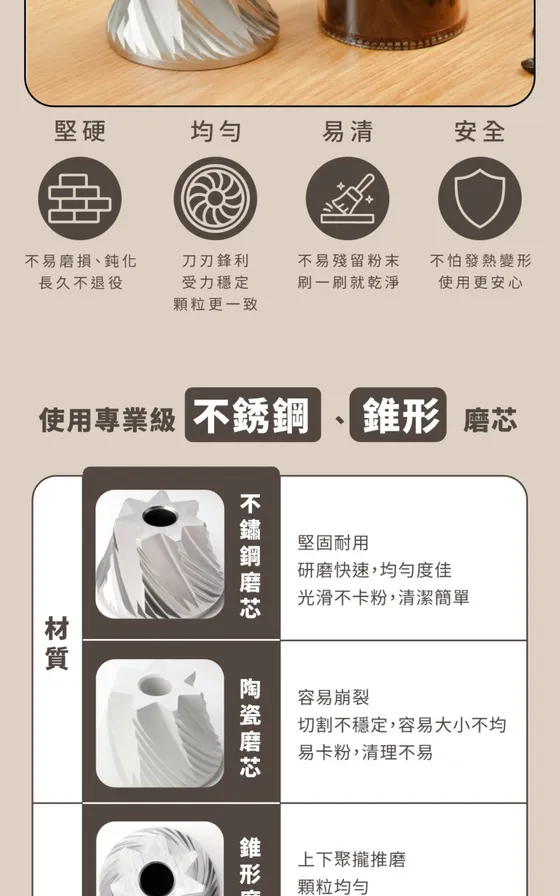 堅硬
均勻
易清
安全
不易磨損、鈍化
長久不退役
刀刃鋒利
受力穩定
顆粒更一致
不易殘留粉末
刷一刷就乾淨
不怕發熱變形
使用更安心
使用專業級 不銹鋼、錐形 磨芯
材質
不鏽鋼磨芯
堅固耐用
研磨快速,均勻度佳
光滑不卡粉,清潔簡單
陶瓷磨芯
容易崩裂
切割不穩定,容易大小不均
易卡粉,清理不易
錐形
上下聚攏推磨
顆粒均勻